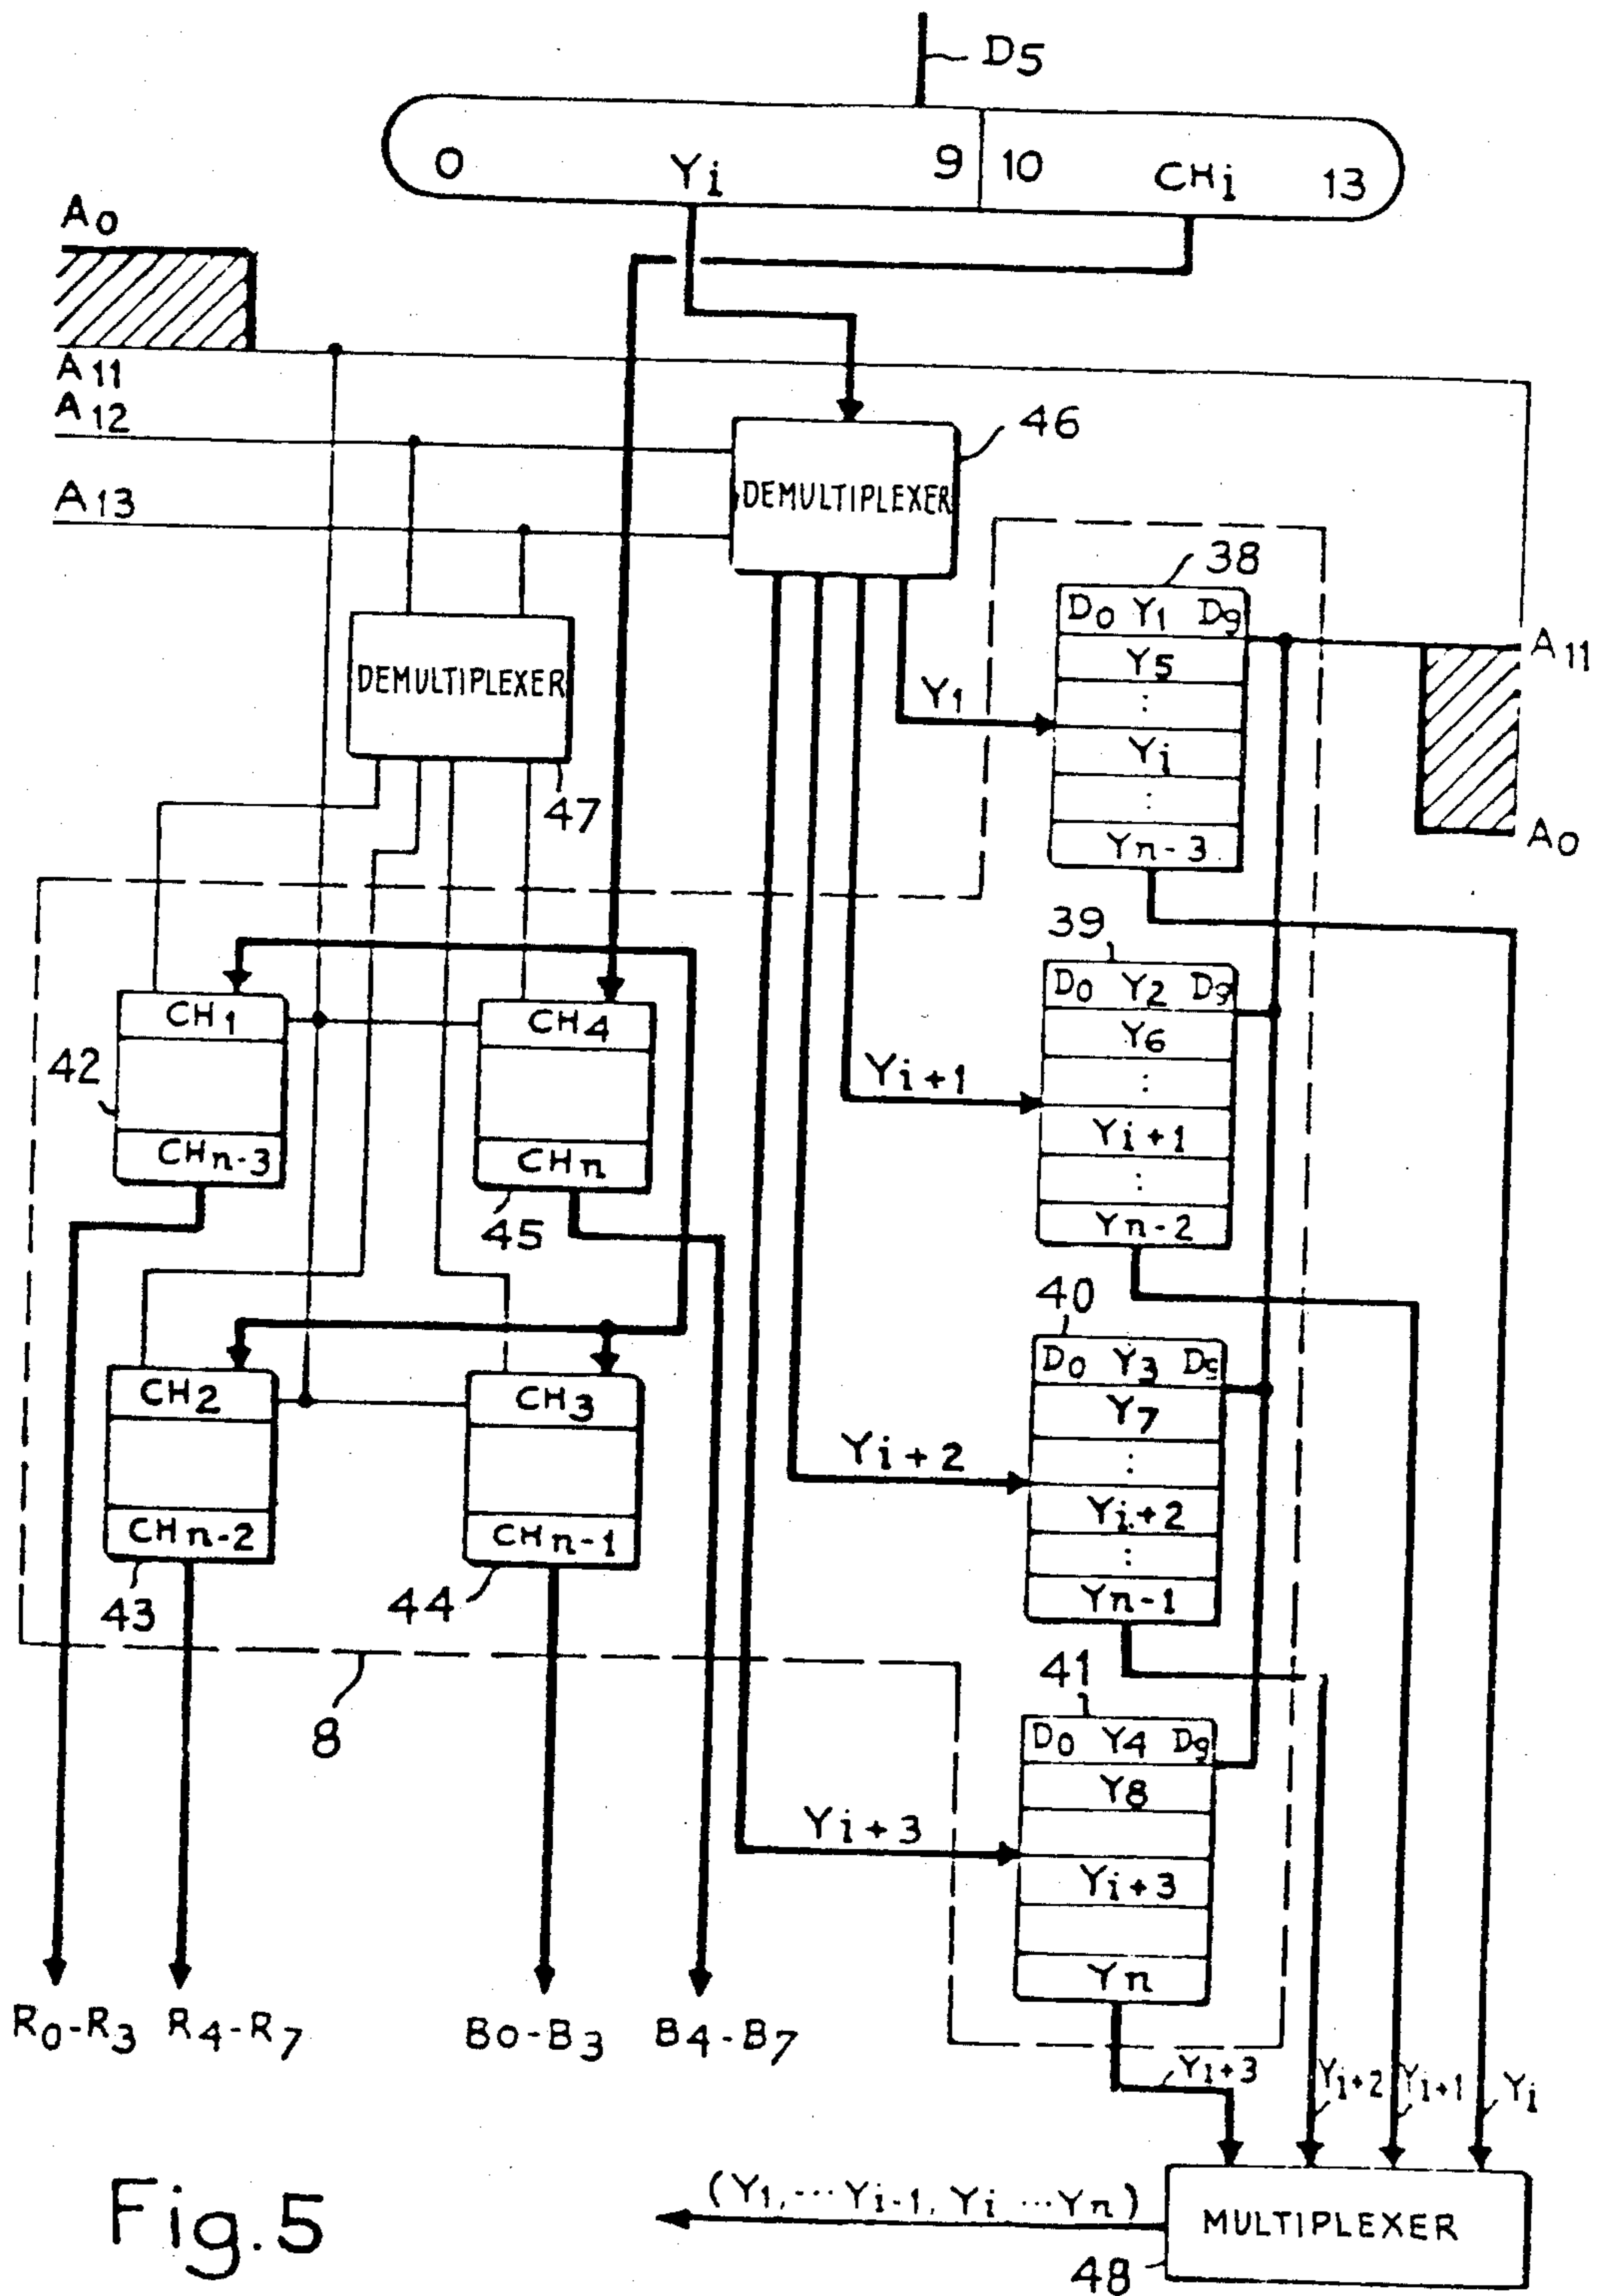 D5
0 Yi 9 10 CHi 13
A0
A11
A12
A13
46
DEMULTIPLEXER
38
D0 Y1 D9
Y5
:
Yi
:
Yn-3
A11
A0
DEMULTIPLEXER
47
Y1
39
D0 Y2 D9
Y6
:
Yi+1
:
Yn-2
CH1
CHn-3
42
CH4
CHn
45
Yi+1
40
D0 Y3 D9
Y7
:
Yi+2
:
Yn-1
CH2
CHn-2
43
CH3
CHn-1
44
Yi+2
8
41
D0 Y4 D9
Y8
Yi+3
Yn
Yi+3
R0-R3 R4-R7 B0-B3 B4-B7
Yi+3 Yi+2 Yi+1 Yi
(Y1,...Yi-1, Yi ...Yn)
MULTIPLEXER
48
Fig.5